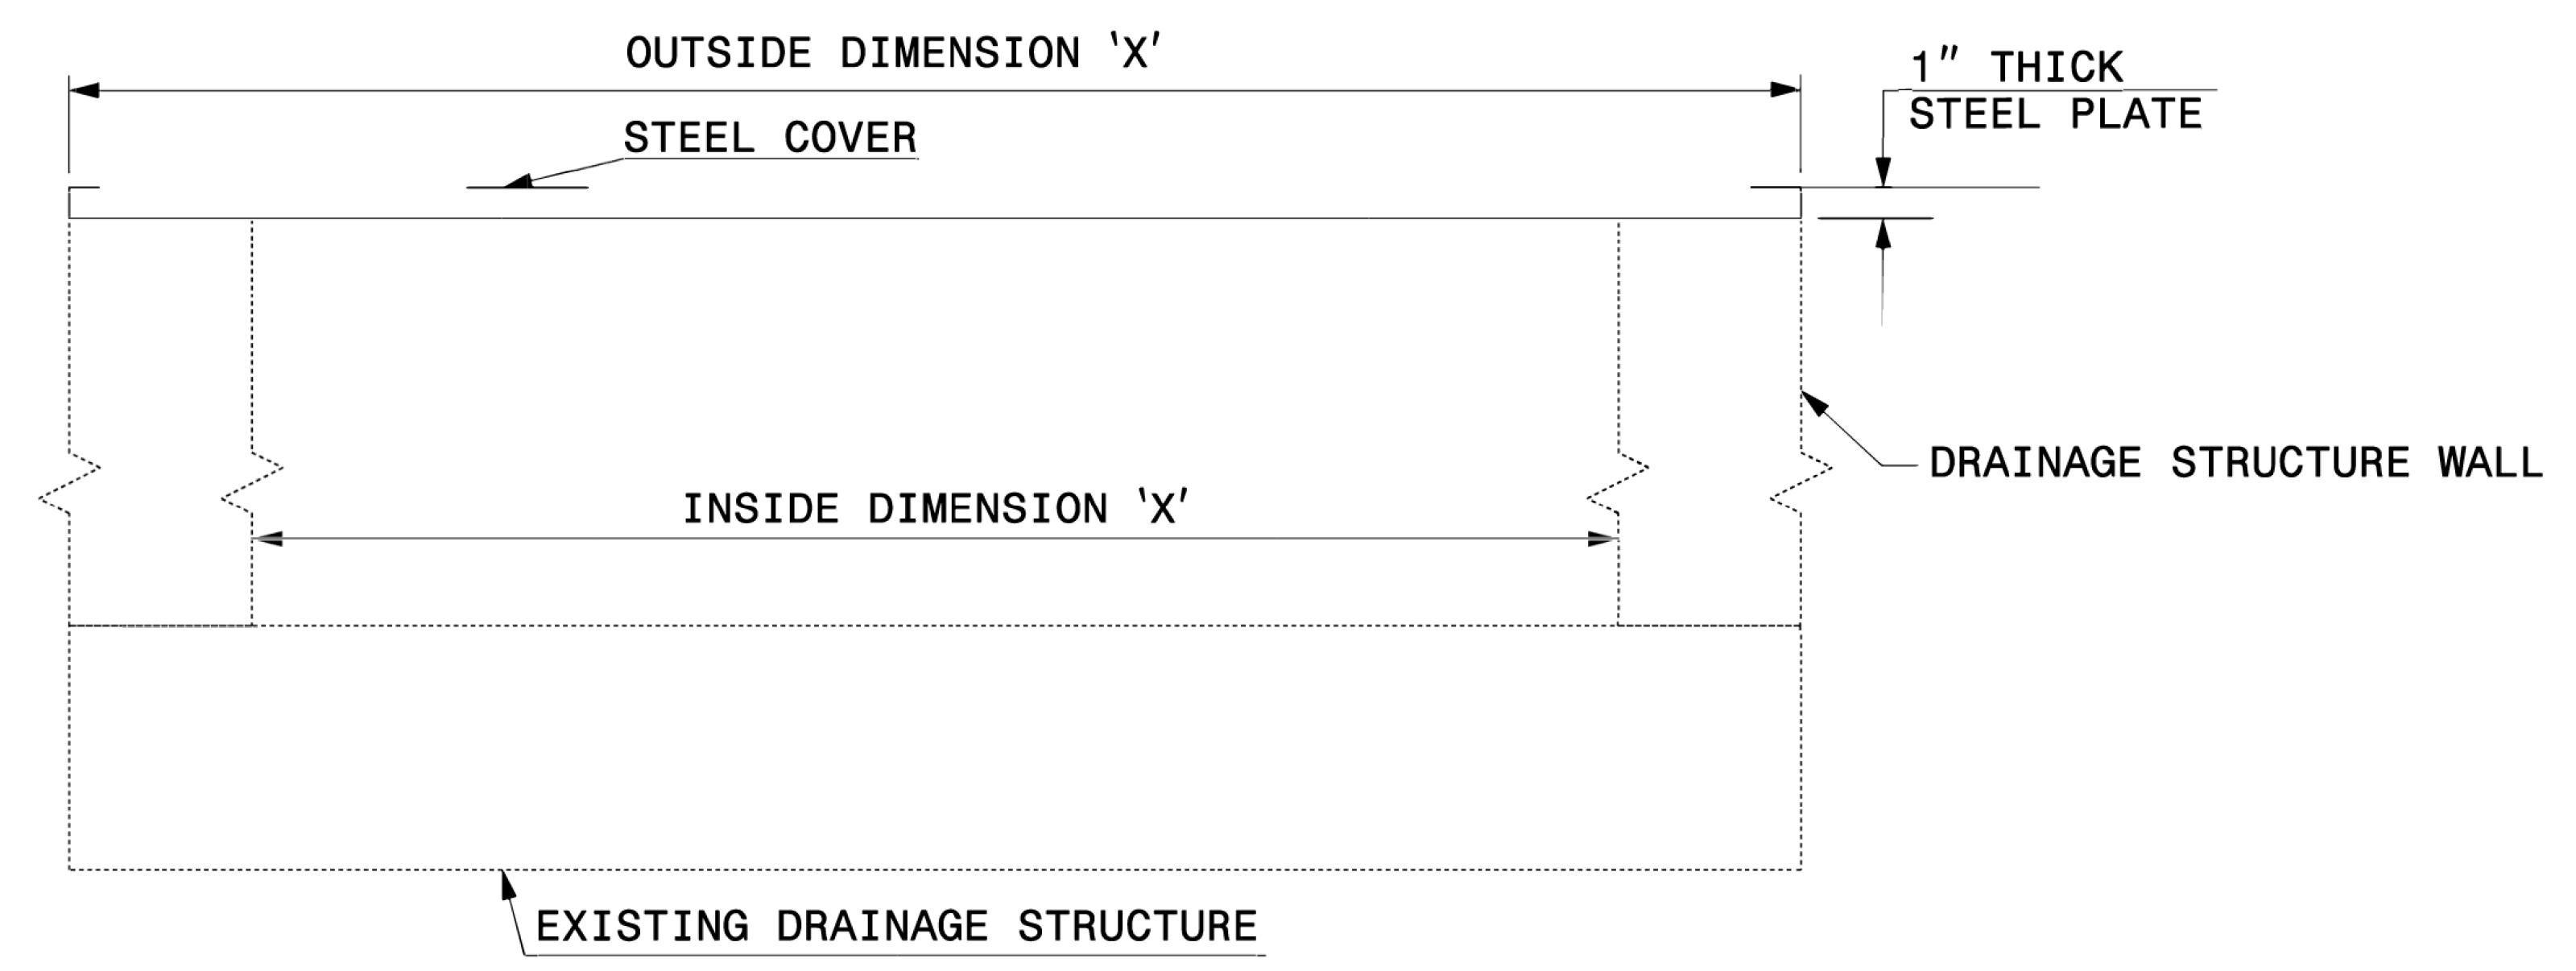 OUTSIDE DIMENSION 'X'
1" THICK
STEEL PLATE
STEEL COVER
DRAINAGE STRUCTURE WALL
INSIDE DIMENSION 'X'
EXISTING DRAINAGE STRUCTURE